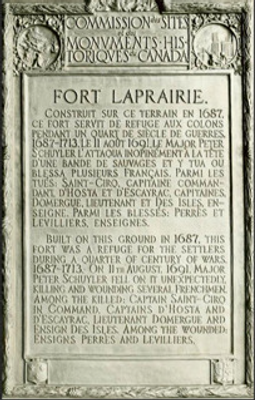 COMMISSION des SITES
et
MONUMENTS HIS-
TORIQUES du CANADA
FORT LAPRAIRIE.
CONSTRUIT SUR CE TERRAIN EN 1687,
CE FORT SERVIT DE REFUGE AUX COLONS
PENDANT UN QUART DE SIÈCLE DE GUERRES,
1687-1713. LE 11 AOÛT 1691, LE MAJOR PETER
SCHUYLER L'ATTAQUA INOPINÉMENT À LA TÊTE
D'UNE BANDE DE SAUVAGES ET Y TUA OU
BLESSA PLUSIEURS FRANÇAIS. PARMI LES
TUÉS: SAINT-CIRQ, CAPITAINE COMMAN-
DANT, D'HOSTA ET D'ESCAYRAC, CAPITAINES,
DOMERGUE, LIEUTENANT ET DES ISLES, EN-
SEIGNE. PARMI LES BLESSÉS: PERRÈS ET
LEVILLIERS, ENSEIGNES.
BUILT ON THIS GROUND IN 1687, THIS
FORT WAS A REFUGE FOR THE SETTLERS
DURING A QUARTER OF CENTURY OF WARS,
1687-1713. ON 11TH AUGUST, 1691, MAJOR
PETER SCHUYLER FELL ON IT UNEXPECTEDLY,
KILLING AND WOUNDING SEVERAL FRENCHMEN.
AMONG THE KILLED: CAPTAIN SAINT-CIRQ
IN COMMAND, CAPTAINS D'HOSTA AND
D'ESCAYRAC, LIEUTENANT DOMERGUE AND
ENSIGN DES ISLES. AMONG THE WOUNDED:
ENSIGNS PERRÈS AND LEVILLIERS.